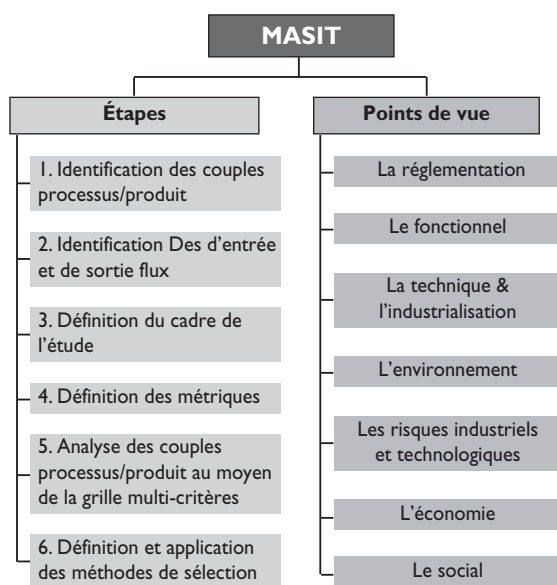 MASIT
Étapes
1. Identification des couples
processus/produit
2. Identification Des d'entrée
et de sortie flux
3. Définition du cadre de
l'étude
4. Définition des métriques
5. Analyse des couples
processus/produit au moyen
de la grille multi-critères
6. Définition et application
des méthodes de sélection
Points de vue
La réglementation
Le fonctionnel
La technique &
l'industrialisation
L'environnement
Les risques industriels
et technologiques
L'économie
Le social